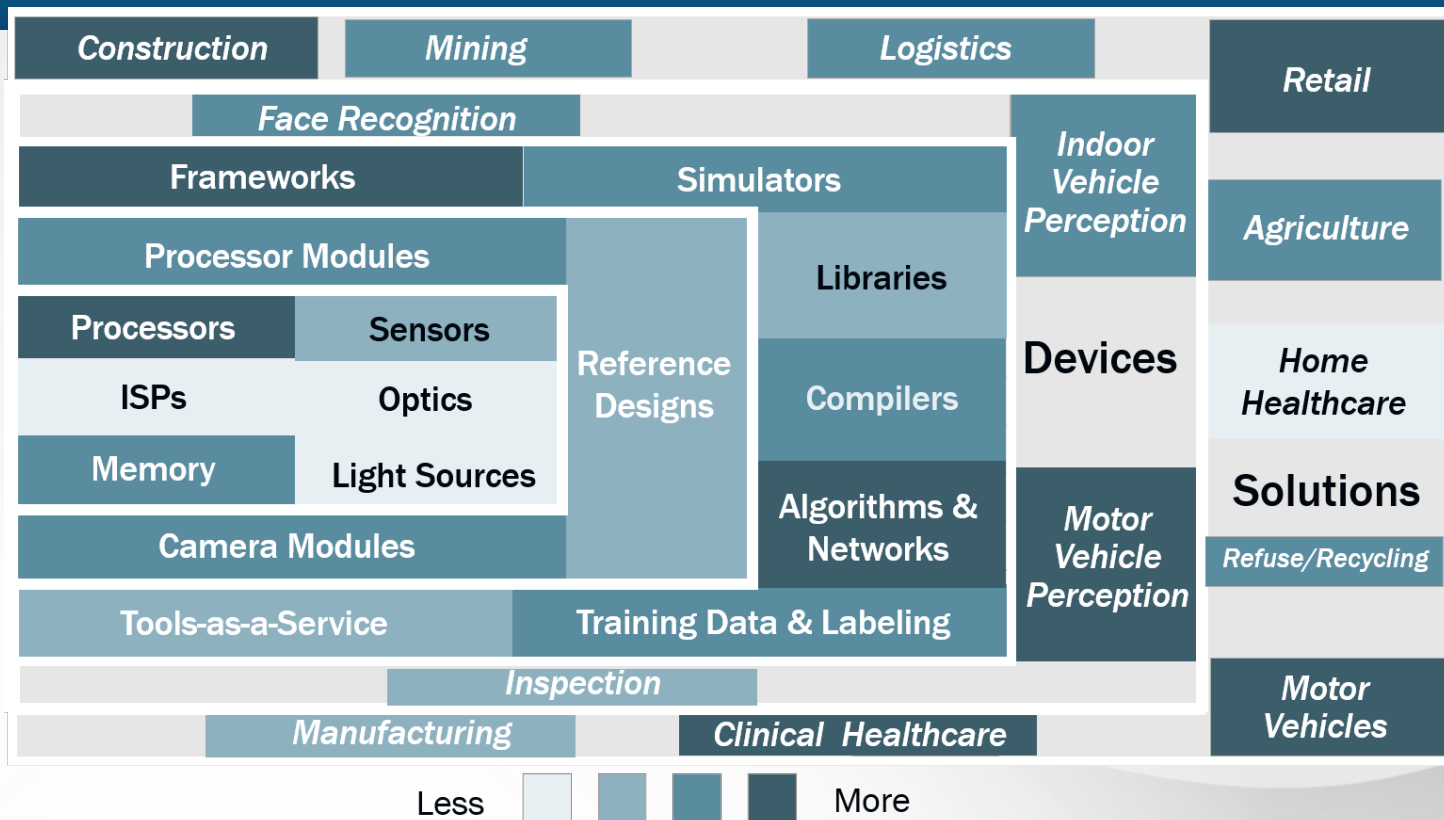 Construction
Mining
Logistics
Retail
Face Recognition
Indoor
Vehicle
Perception
Frameworks
Simulators
Agriculture
Processor Modules
Libraries
Processors
Sensors
Reference
Designs
Devices
Home
Healthcare
ISPs
Optics
Compilers
Memory
Light Sources
Solutions
Algorithms &
Networks
Motor
Vehicle
Perception
Camera Modules
Refuse/Recycling
Tools-as-a-Service
Training Data & Labeling
Inspection
Motor
Vehicles
Manufacturing
Clinical Healthcare
Less
More